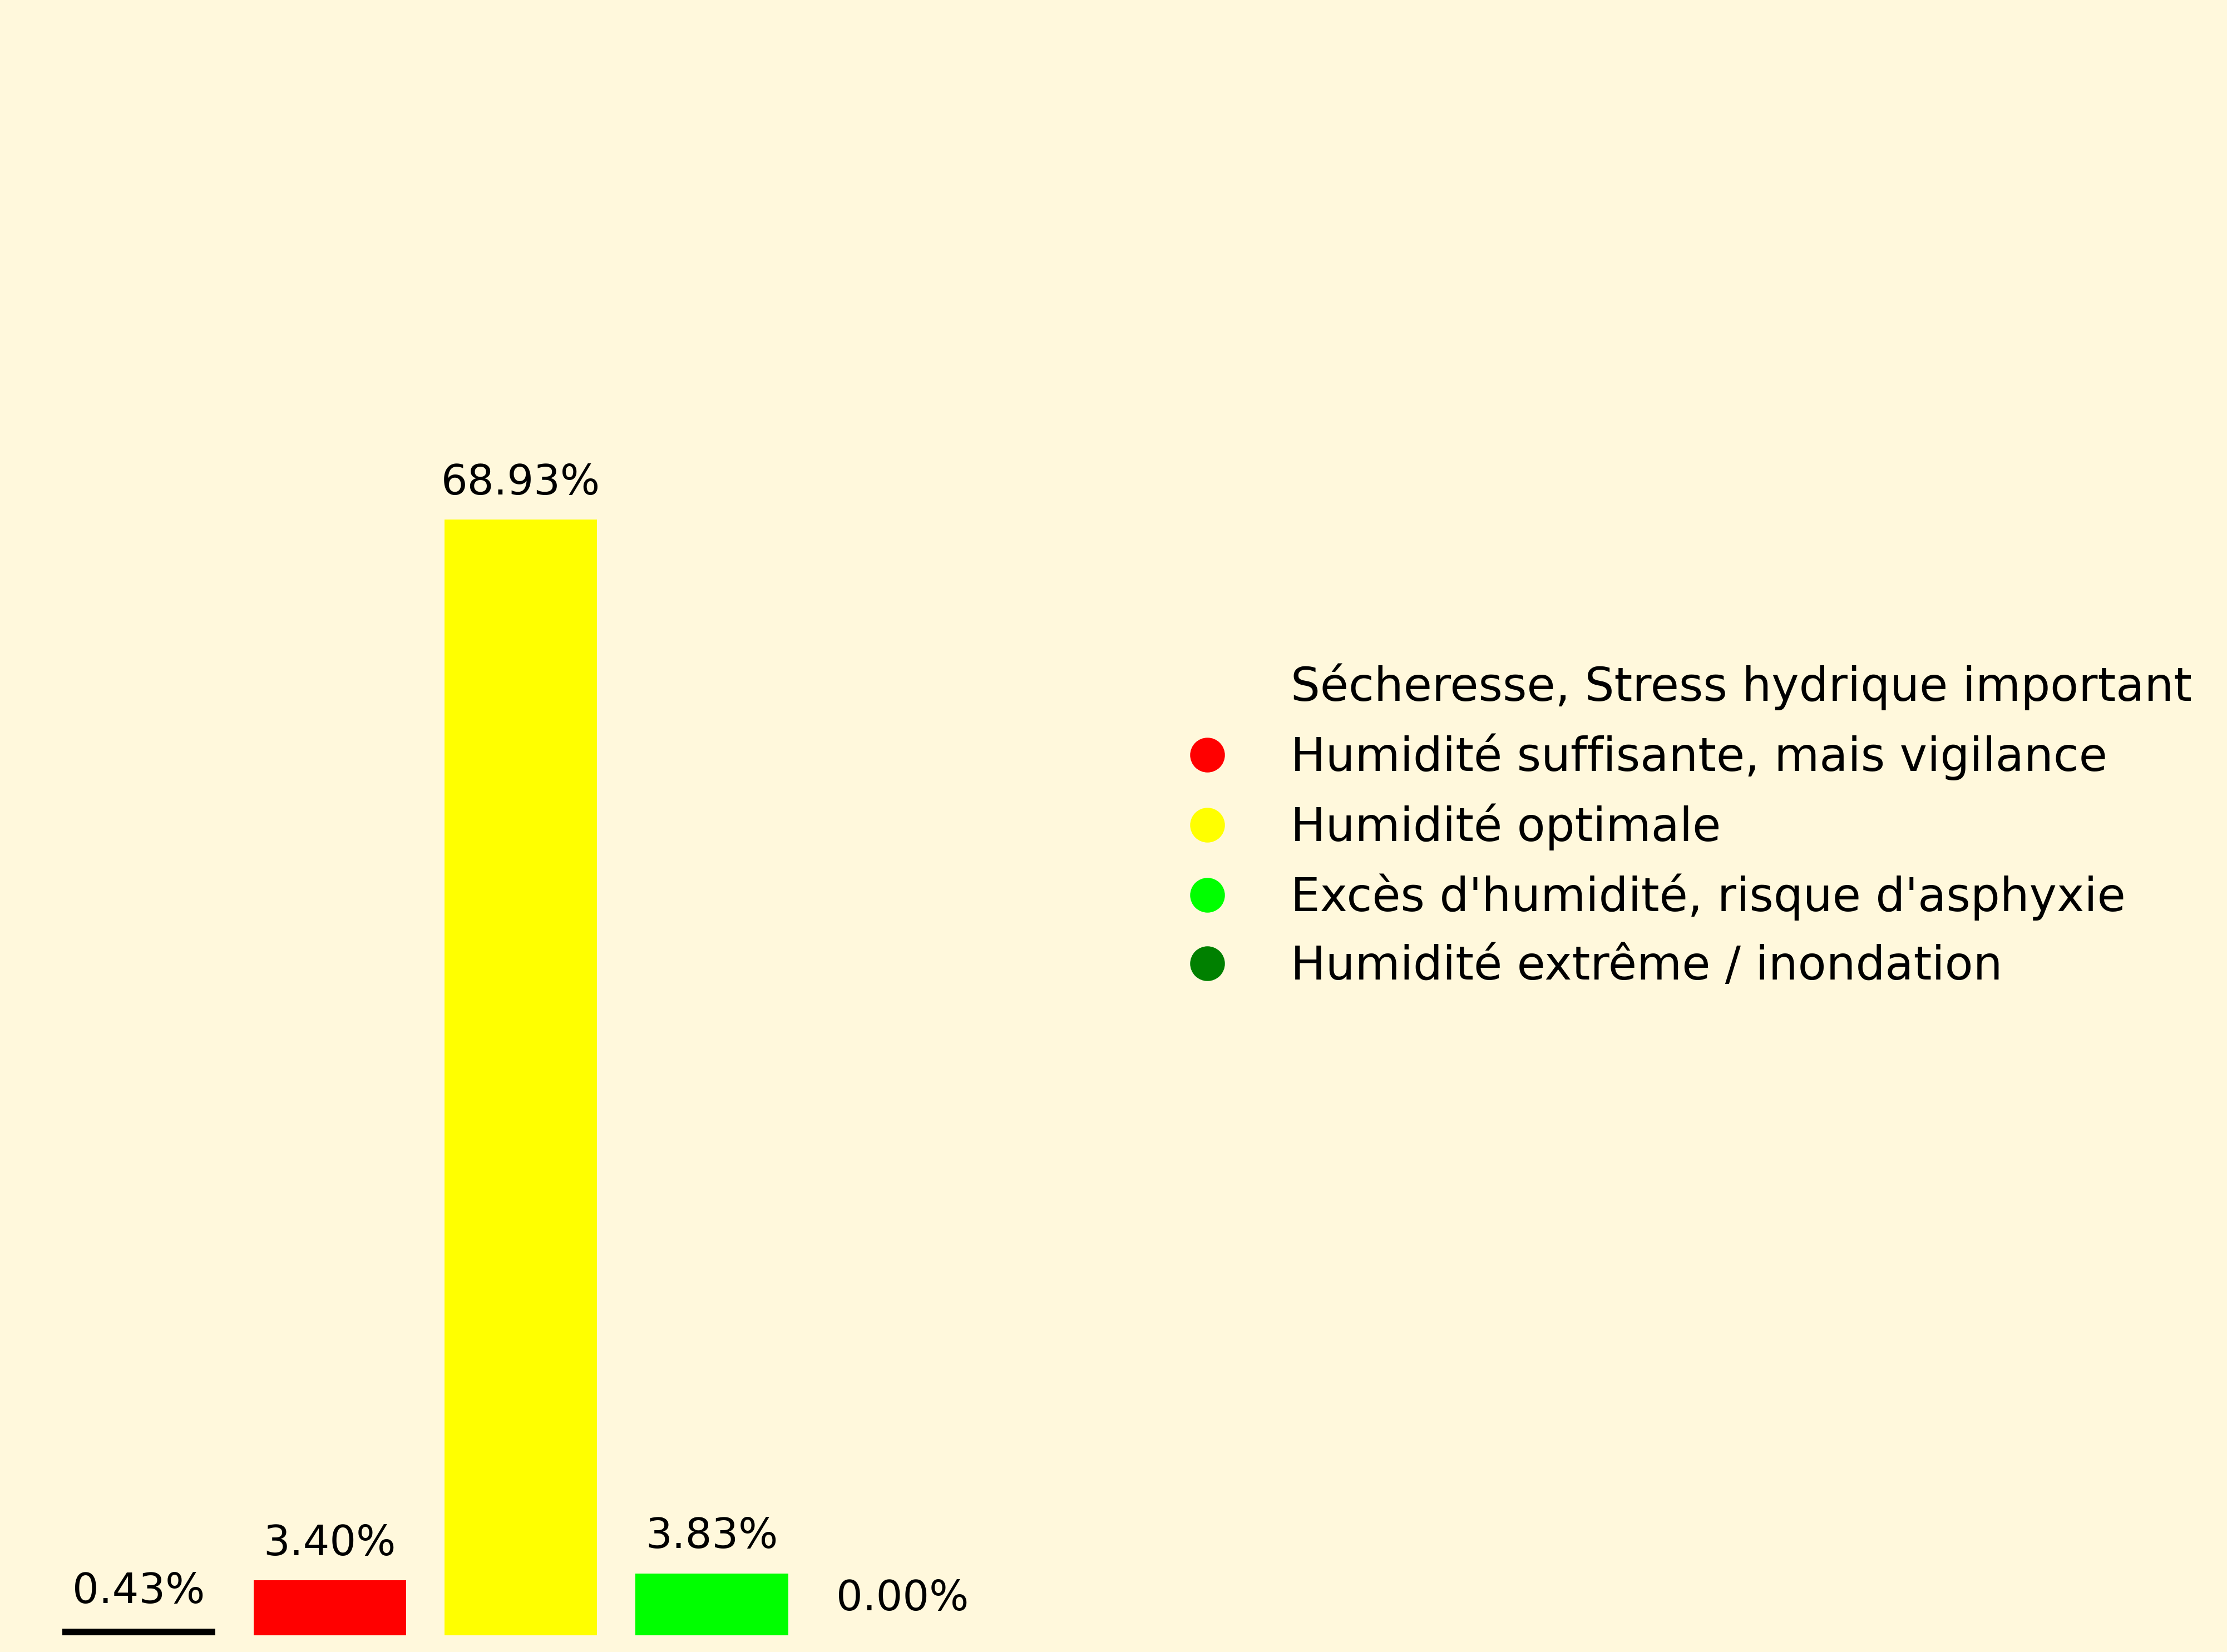 68.93%
Sécheresse, Stress hydrique important
Humidité suffisante, mais vigilance
Humidité optimale
Excès d'humidité, risque d'asphyxie
Humidité extrême / inondation
0.43%
3.40%
3.83%
0.00%